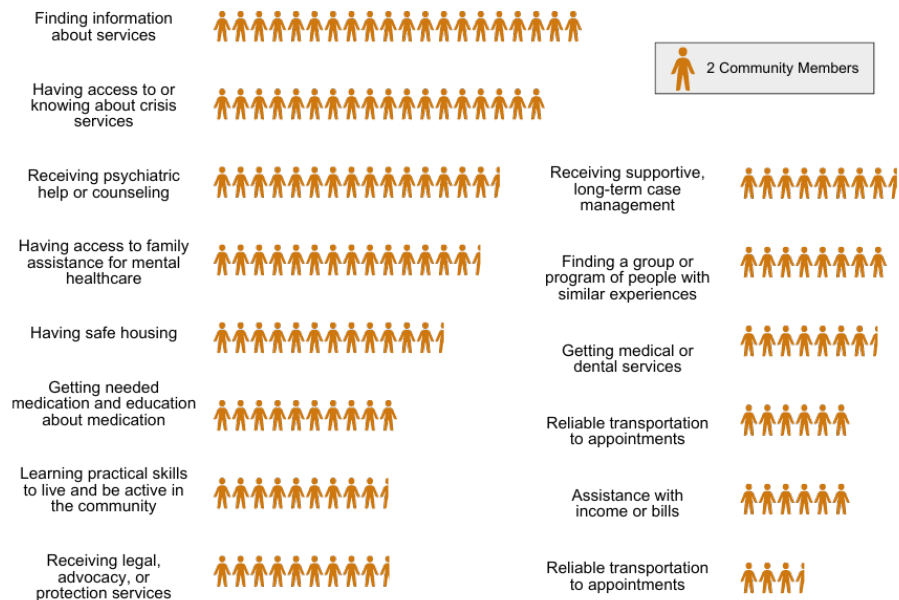 Finding information
about services
2 Community Members
Having access to or
knowing about crisis
services
Receiving psychiatric
help or counseling
Having access to family
assistance for mental
healthcare
Having safe housing
Getting needed
medication and education
about medication
Learning practical skills
to live and be active in
the community
Receiving legal,
advocacy, or
protection services
Receiving supportive,
long-term case
management
Finding a group or
program of people with
similar experiences
Getting medical or
dental services
Reliable transportation
to appointments
Assistance with
income or bills
Reliable transportation
to appointments